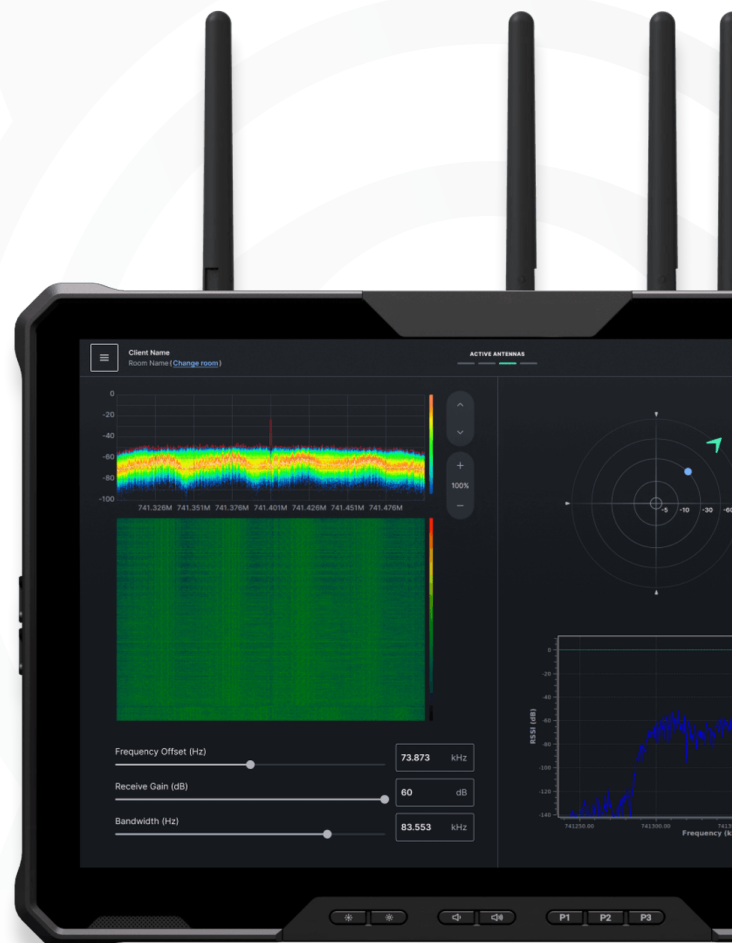 Client Name
Room Name (Change room)
ACTIVE ANTENNAS
0
-20
-40
-60
-80
-100
741.326M 741.351M 741.376M 741.401M 741.426M 741.451M 741.476M
+
100%
−
-5 -10 -30 -60
0
-20
-40
-60
-80
-100
-120
-140
RSSI (dB)
741250.00 741300.00 7413
Frequency (k
Frequency Offset (Hz)
73.873 kHz
Receive Gain (dB)
60 dB
Bandwidth (Hz)
83.553 kHz
P1 P2 P3